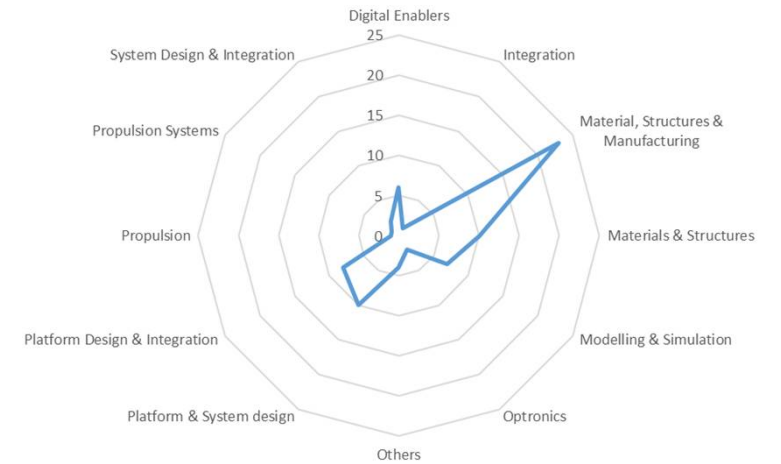 Digital Enablers
25
System Design & Integration
Integration
20
Propulsion Systems
15
Material, Structures &
Manufacturing
10
5
Propulsion
0
Materials & Structures
Platform Design & Integration
Modelling & Simulation
Platform & System design
Optronics
Others